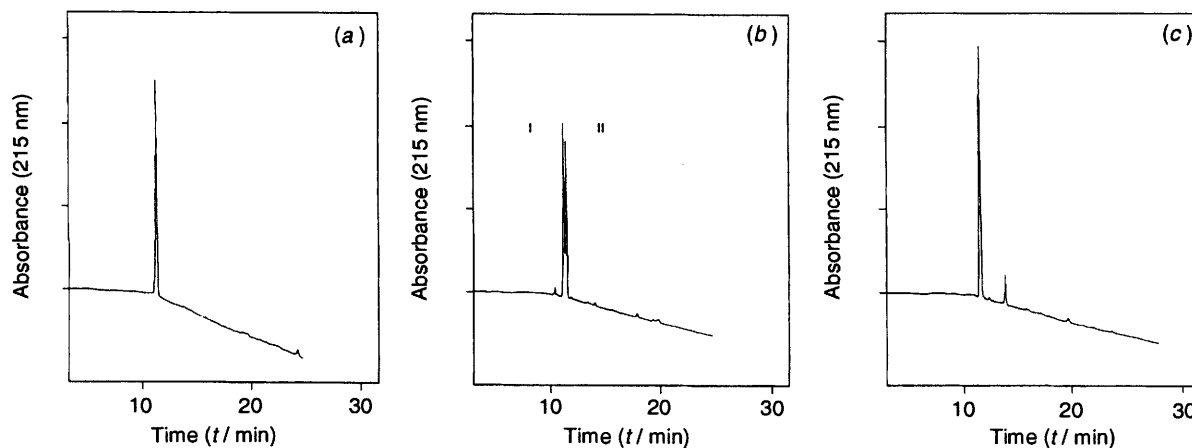 (a)
Absorbance (215 nm)
10
20
30
Time (t / min)
(b)
Absorbance (215 nm)
I
II
10
20
30
Time (t / min)
(c)
Absorbance (215 nm)
10
20
30
Time (t / min)